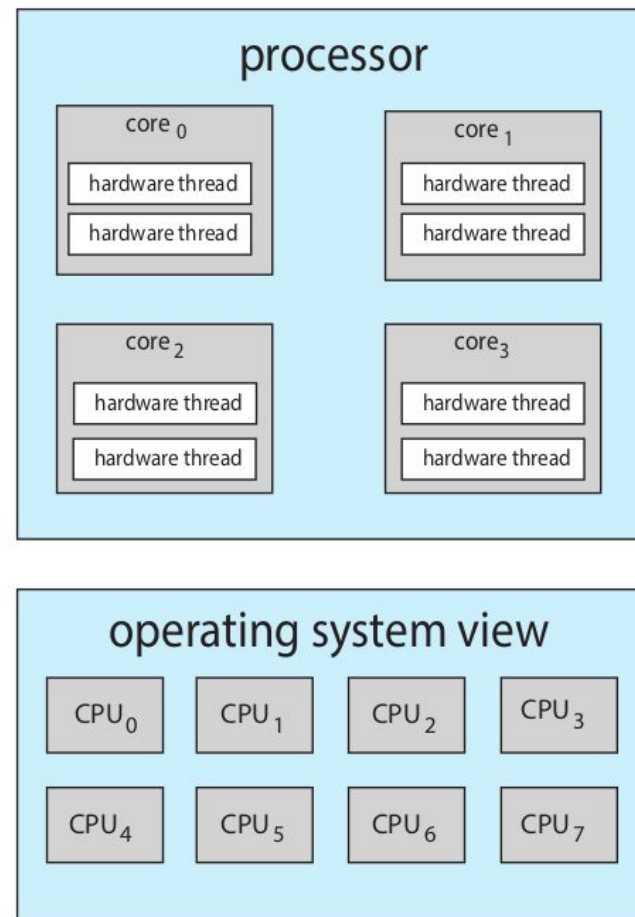 processor
core 0
hardware thread
hardware thread
core 1
hardware thread
hardware thread
core 2
hardware thread
hardware thread
core3
hardware thread
hardware thread
operating system view
CPU0
CPU1
CPU2
CPU3
CPU4
CPU5
CPU6
CPU7